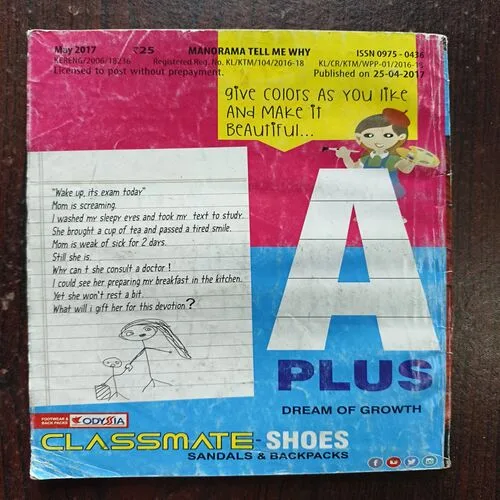 May 2017 ₹25 MANORAMA TELL ME WHY ISSN 0975 - 0436
KERENG/2006/18236 Registered Reg. No. KL/KTM/104/2016-18 KL/CR/KTM/WPP-01/2016-18
Licensed to post without prepayment. Published on 25-04-2017
give COlORS AS YOU liKE
AND MAKE it
BEAUTIFUL...
"Wake up, its exam today"
Mom is screaming.
I washed my sleepy eyes and took my text to study.
She brought a cup of tea and passed a tired smile.
Mom is weak of sick for 2 days.
Still she is.
Why can t she consult a doctor !
I could see her preparing my breakfast in the kitchen.
Yet she won't rest a bit.
What will i gift her for this devotion?
A
PLUS
DREAM OF GROWTH
FOOTWEAR &
BACK PACKS
ODYSSIA
CLASSMATE-SHOES
SANDALS & BACKPACKS